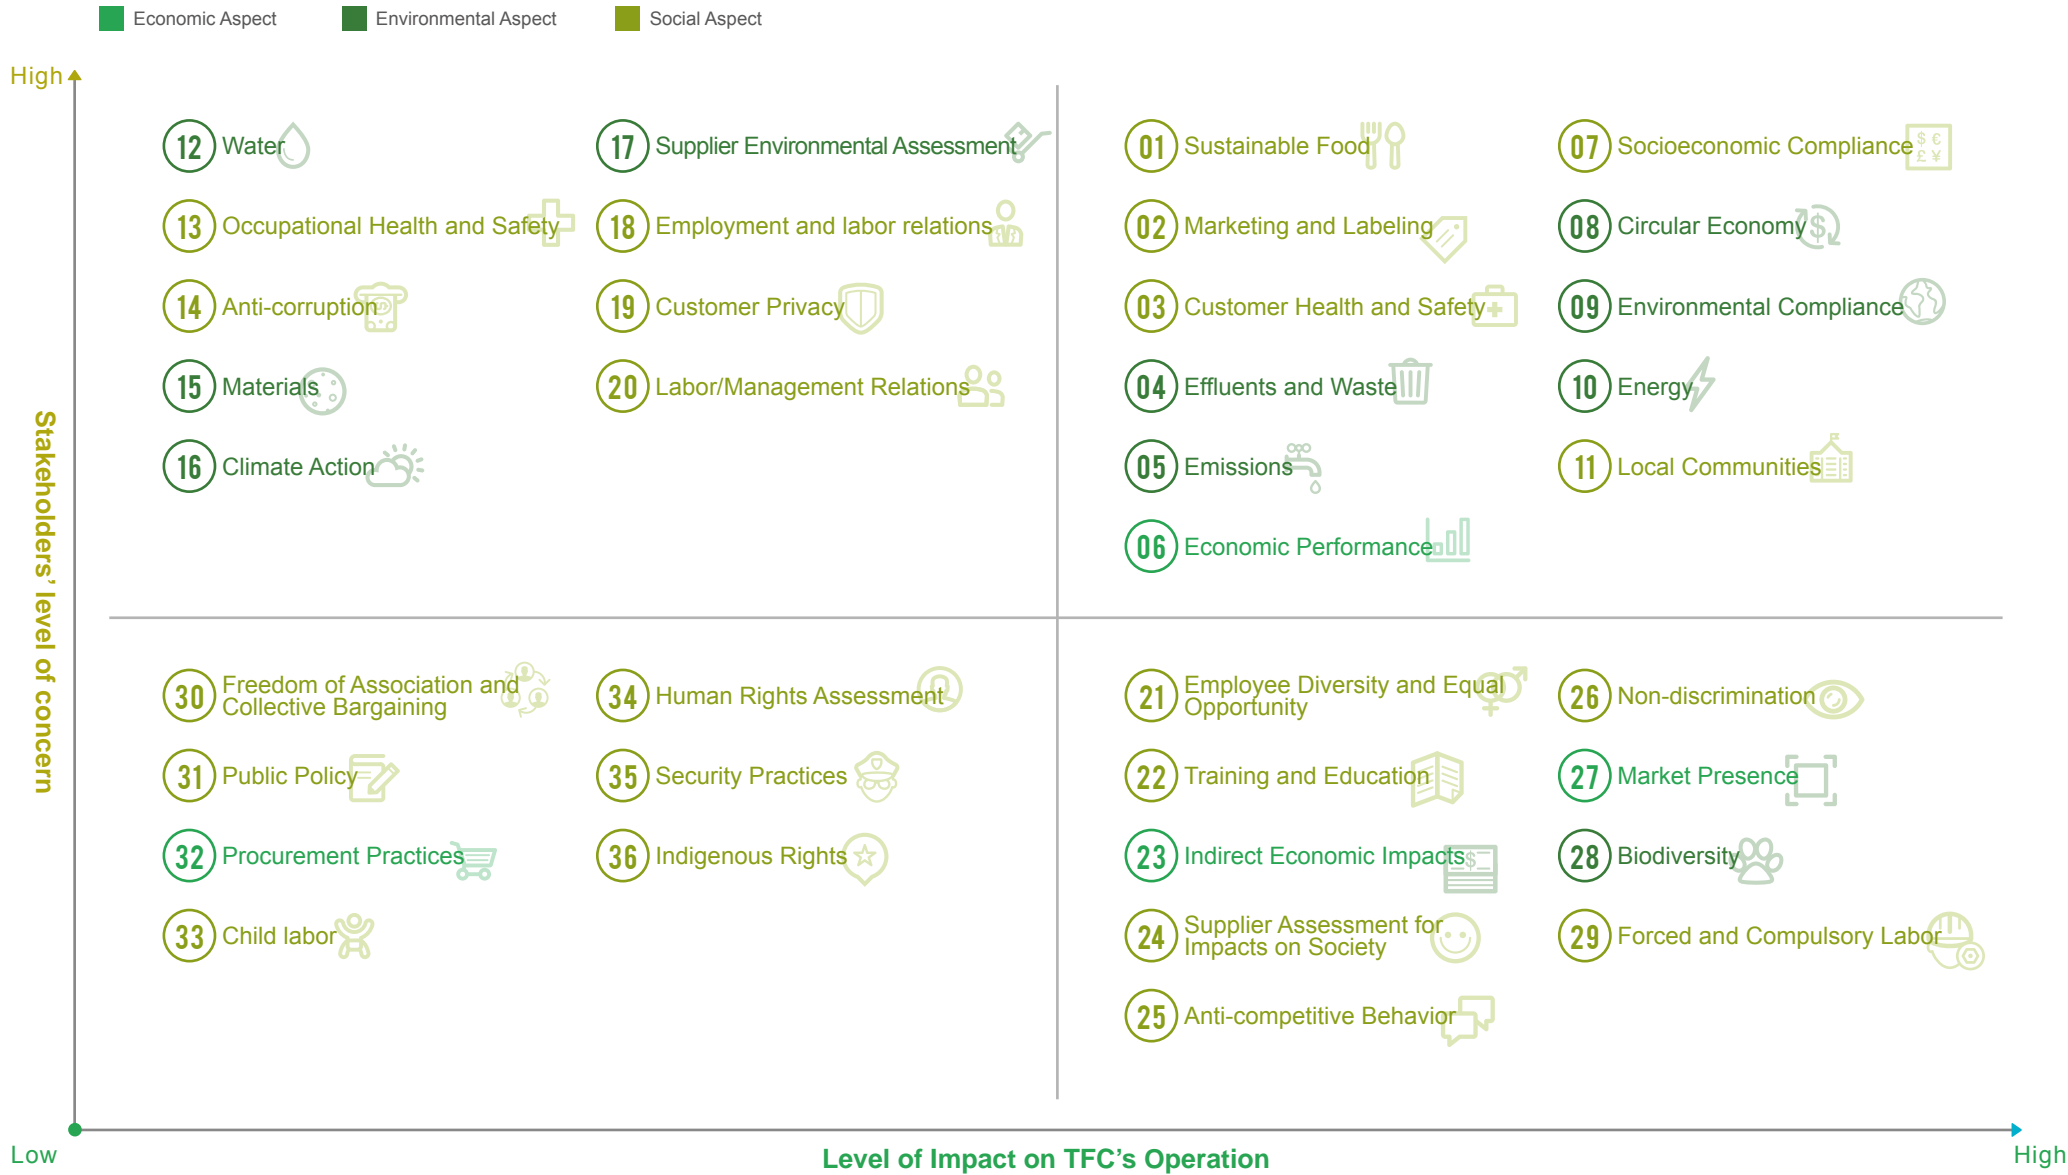 Economic Aspect
Environmental Aspect
Social Aspect
High
Stakeholders' level of concern
12 Water
13 Occupational Health and Safety
14 Anti-corruption
15 Materials
16 Climate Action
17 Supplier Environmental Assessment
18 Employment and labor relations
19 Customer Privacy
20 Labor/Management Relations
01 Sustainable Food
02 Marketing and Labeling
03 Customer Health and Safety
04 Effluents and Waste
05 Emissions
06 Economic Performance
07 Socioeconomic Compliance
$ €
£ ¥
08 Circular Economy
$
09 Environmental Compliance
10 Energy
11 Local Communities
30 Freedom of Association and
Collective Bargaining
31 Public Policy
32 Procurement Practices
33 Child labor
34 Human Rights Assessment
35 Security Practices
36 Indigenous Rights
21 Employee Diversity and Equal
Opportunity
22 Training and Education
23 Indirect Economic Impacts
$
24 Supplier Assessment for
Impacts on Society
25 Anti-competitive Behavior
26 Non-discrimination
27 Market Presence
28 Biodiversity
29 Forced and Compulsory Labor
Low
Level of Impact on TFC's Operation
High